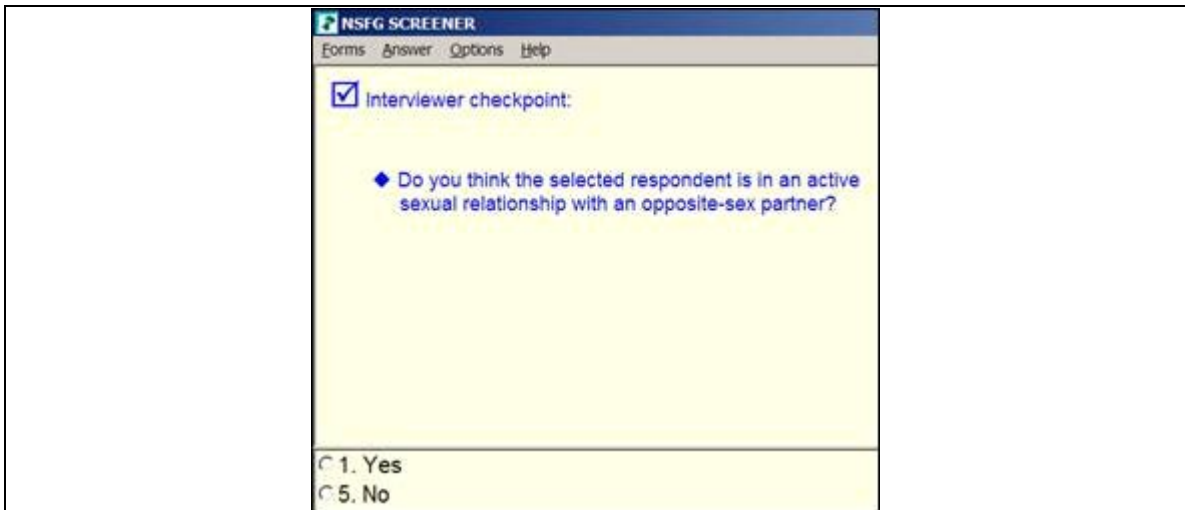 NSFG SCREENER
Forms Answer Options Help
Interviewer checkpoint:
◆ Do you think the selected respondent is in an active
sexual relationship with an opposite-sex partner?
1. Yes
5. No